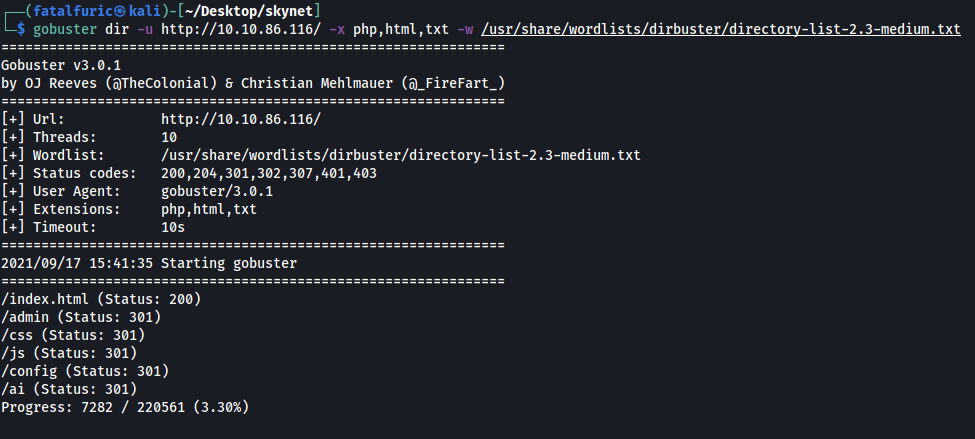 ┌──(fatalfuric㉿kali)-[~/Desktop/skynet]
└─$ gobuster dir -u http://10.10.86.116/ -x php,html,txt -w /usr/share/wordlists/dirbuster/directory-list-2.3-medium.txt
===============================================================
Gobuster v3.0.1
by OJ Reeves (@TheColonial) & Christian Mehlmauer (@_FireFart_)
===============================================================
[+] Url:            http://10.10.86.116/
[+] Threads:        10
[+] Wordlist:       /usr/share/wordlists/dirbuster/directory-list-2.3-medium.txt
[+] Status codes:   200,204,301,302,307,401,403
[+] User Agent:     gobuster/3.0.1
[+] Extensions:     php,html,txt
[+] Timeout:        10s
===============================================================
2021/09/17 15:41:35 Starting gobuster
===============================================================
/index.html (Status: 200)
/admin (Status: 301)
/css (Status: 301)
/js (Status: 301)
/config (Status: 301)
/ai (Status: 301)
Progress: 7282 / 220561 (3.30%)